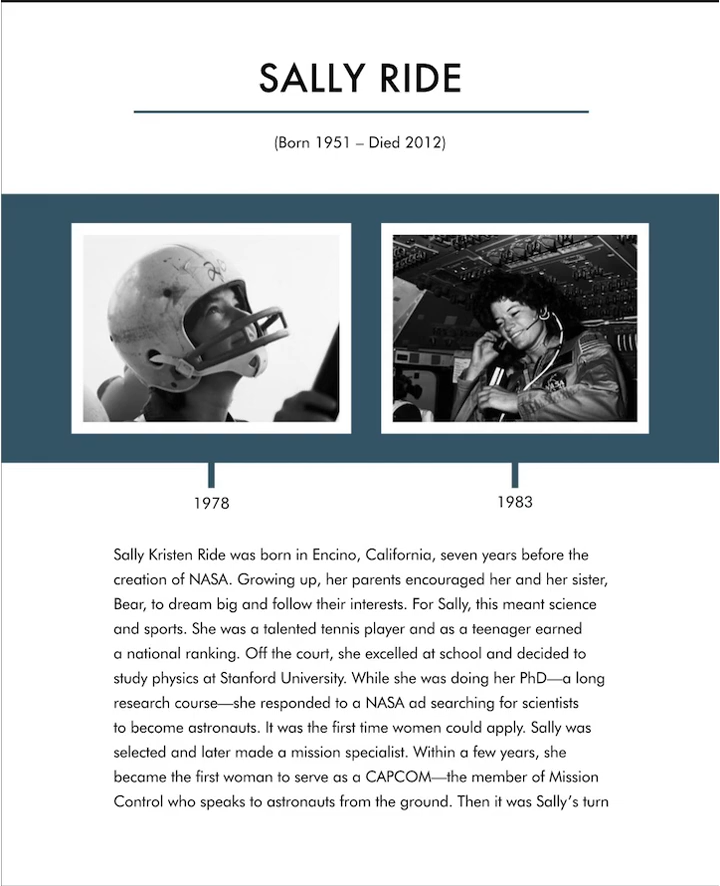 SALLY RIDE
(Born 1951 – Died 2012)
NASA
1978
1983
Sally Kristen Ride was born in Encino, California, seven years before the
creation of NASA. Growing up, her parents encouraged her and her sister,
Bear, to dream big and follow their interests. For Sally, this meant science
and sports. She was a talented tennis player and as a teenager earned
a national ranking. Off the court, she excelled at school and decided to
study physics at Stanford University. While she was doing her PhD—a long
research course—she responded to a NASA ad searching for scientists
to become astronauts. It was the first time women could apply. Sally was
selected and later made a mission specialist. Within a few years, she
became the first woman to serve as a CAPCOM—the member of Mission
Control who speaks to astronauts from the ground. Then it was Sally’s turn